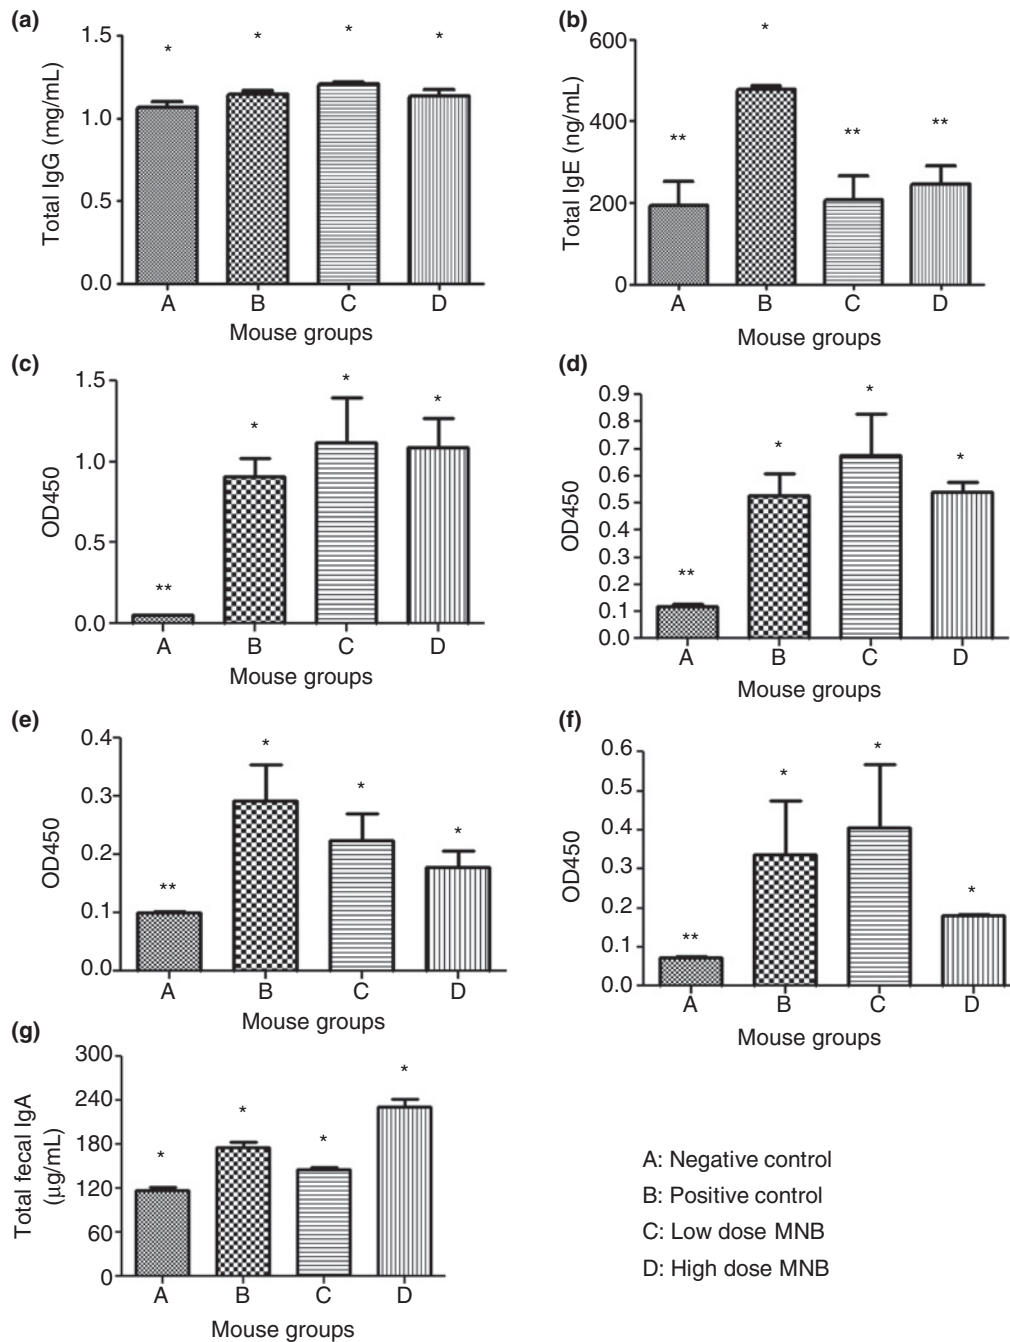 (a)
Total IgG (mg/mL)
1.5
1.0
0.5
0.0
* * * *
A B C D
Mouse groups
(b)
Total IgE (ng/mL)
600
400
200
0
** * ** **
A B C D
Mouse groups
(c)
OD450
1.5
1.0
0.5
0.0
** * * *
A B C D
Mouse groups
(d)
OD450
0.9
0.8
0.7
0.6
0.5
0.4
0.3
0.2
0.1
0.0
** * * *
A B C D
Mouse groups
(e)
OD450
0.4
0.3
0.2
0.1
0.0
** * * *
A B C D
Mouse groups
(f)
OD450
0.6
0.5
0.4
0.3
0.2
0.1
0.0
** * * *
A B C D
Mouse groups
(g)
Total fecal IgA
(μg/mL)
300
240
180
120
60
0
* * * *
A B C D
Mouse groups
A: Negative control
B: Positive control
C: Low dose MNB
D: High dose MNB